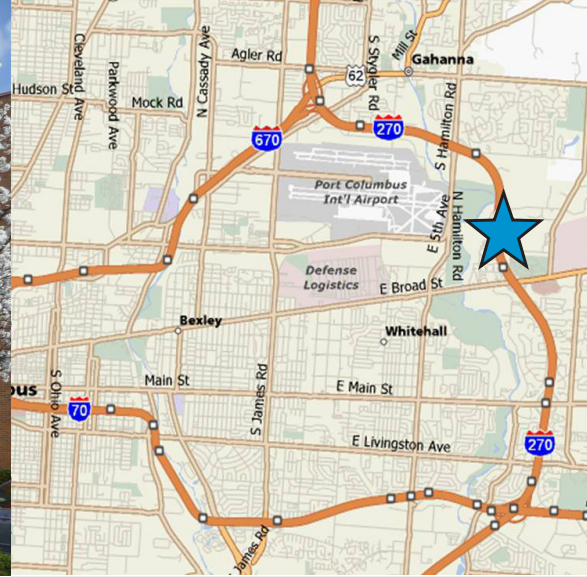 Cleveland Ave
Parkwood Ave
N Cassady Ave
Agler Rd
62
S Stygler Rd
Mill St
Gahanna
Hudson St
Mock Rd
670
270
S Hamilton Rd
Port Columbus
Int'l Airport
E 5th Ave
N Hamilton Rd
Defense
Logistics
E Broad St
Bexley
Whitehall
S Ohio Ave
Main St
S James Rd
E Main St
70
E Livingston Ave
270
James Rd